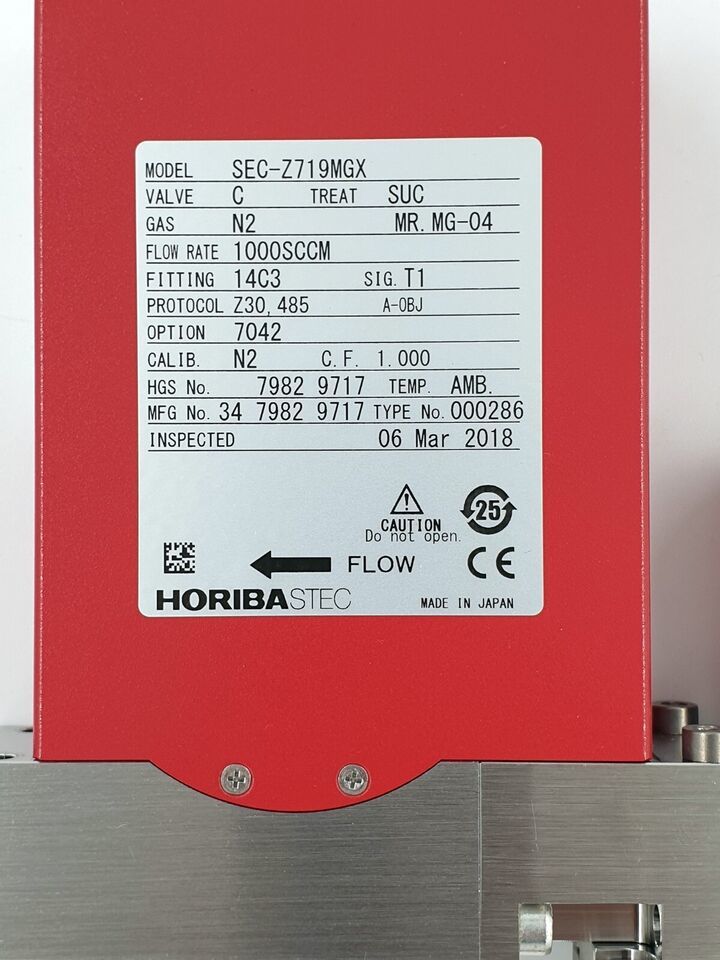 MODEL SEC-Z719MGX
VALVE C TREAT SUC
GAS N2 MR. MG-04
FLOW RATE 1000SCCM
FITTING 14C3 SIG. T1
PROTOCOL Z30, 485 A-OBJ
OPTION 7042
CALIB. N2 C.F. 1.000
HGS No. 7982 9717 TEMP. AMB.
MFG No. 34 7982 9717 TYPE No. 000286
INSPECTED 06 Mar 2018
25
CAUTION
Do not open.
FLOW
CE
HORIBASTEC
MADE IN JAPAN